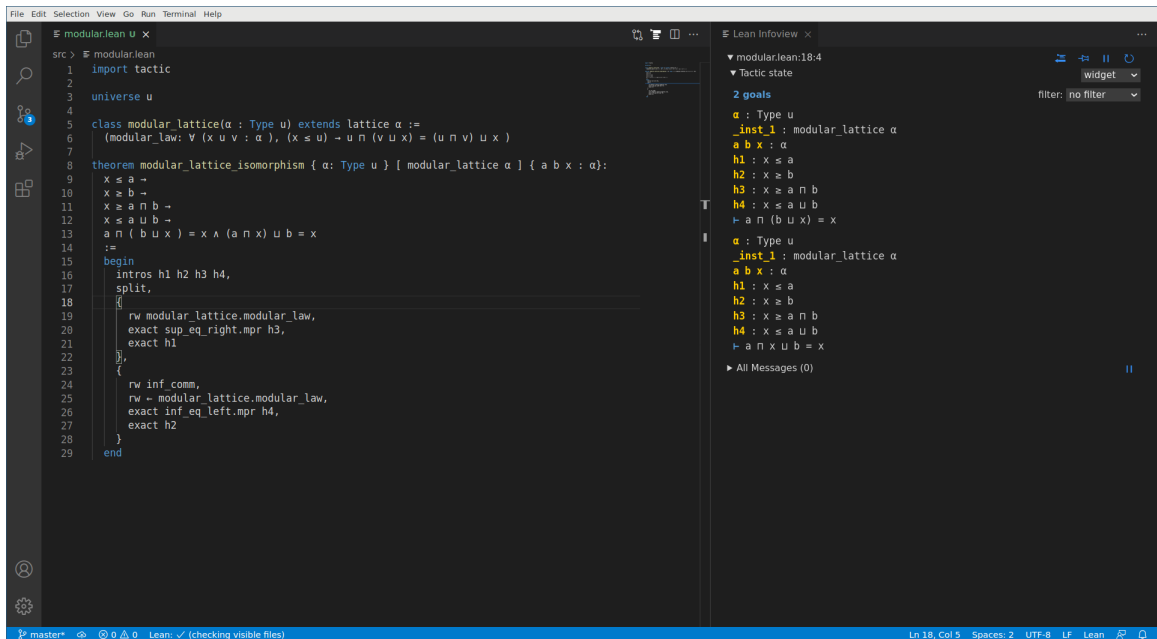 File Edit Selection View Go Run Terminal Help
modular.lean U
src > modular.lean
1 import tactic
2
3 universe u
4
5 class modular_lattice(α : Type u) extends lattice α :=
6 (modular_law: ∀ (x u v : α ), (x ≤ u) → u ⊓ (v ⊔ x) = (u ⊓ v) ⊔ x )
7
8 theorem modular_lattice_isomorphism { α: Type u } [ modular_lattice α ] { a b x : α}:
9 x ≤ a →
10 x ≥ b →
11 x ≥ a ⊓ b →
12 x ≤ a ⊔ b →
13 a ⊓ ( b ⊔ x ) = x ∧ (a ⊓ x) ⊔ b = x
14 :=
15 begin
16 intros h1 h2 h3 h4,
17 split,
18 {
19 rw modular_lattice.modular_law,
20 exact sup_eq_right.mpr h3,
21 exact h1
22 },
23 {
24 rw inf_comm,
25 rw ← modular_lattice.modular_law,
26 exact inf_eq_left.mpr h4,
27 exact h2
28 }
29 end
Lean Infoview
modular.lean:18:4
Tactic state
widget
2 goals
filter: no filter
α : Type u
_inst_1 : modular_lattice α
a b x : α
h1 : x ≤ a
h2 : x ≥ b
h3 : x ≥ a ⊓ b
h4 : x ≤ a ⊔ b
⊢ a ⊓ (b ⊔ x) = x
α : Type u
_inst_1 : modular_lattice α
a b x : α
h1 : x ≤ a
h2 : x ≥ b
h3 : x ≥ a ⊓ b
h4 : x ≤ a ⊔ b
⊢ a ⊓ x ⊔ b = x
All Messages (0)
3
master* 0 0 Lean: ✓ (checking visible files)
Ln 18, Col 5 Spaces: 2 UTF-8 LF Lean